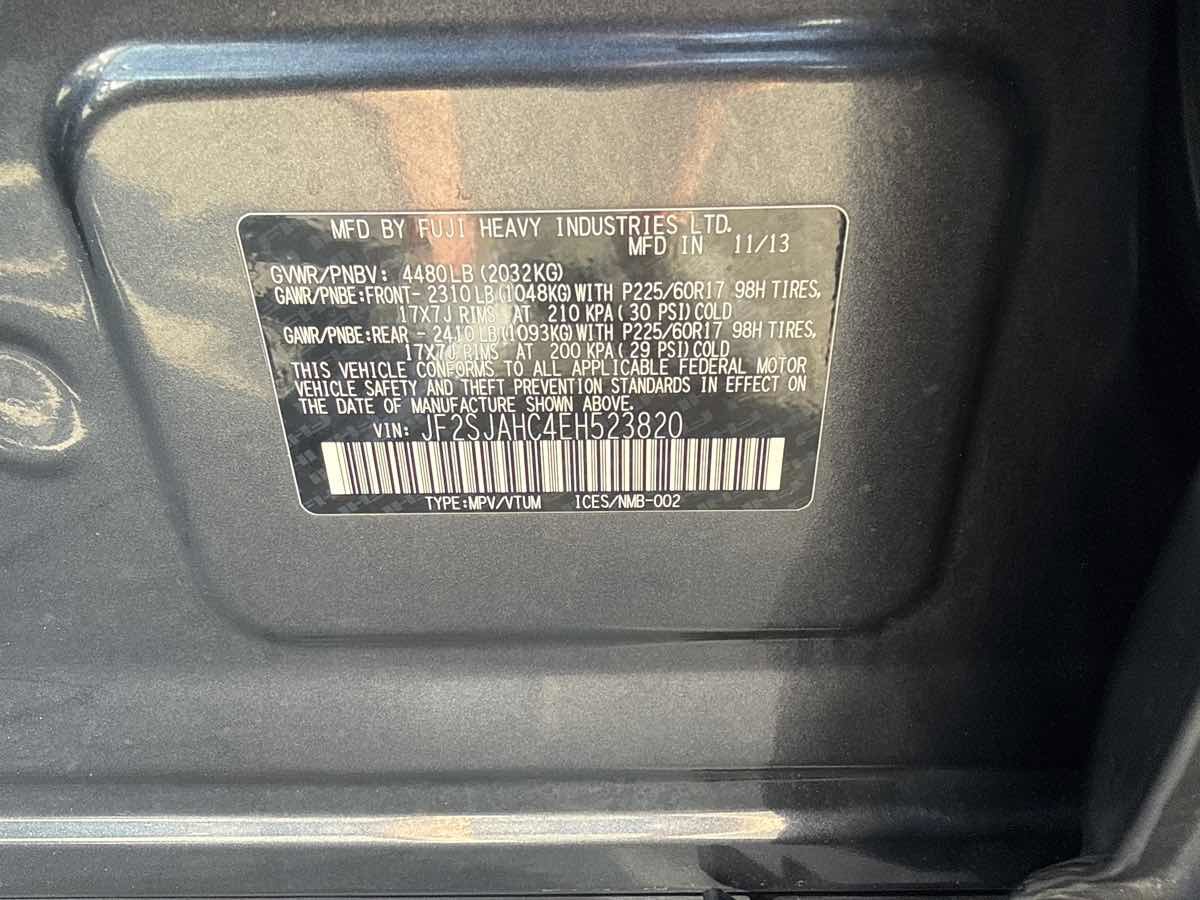 MFD BY FUJI HEAVY INDUSTRIES LTD.
MFD IN 11/13
GVWR/PNBV: 4480LB(2032KG)
GAWR/PNBE:FRONT- 2310LB(1048KG)WITH P225/60R17 98H TIRES,
17X7J RIMS AT 210 KPA(30 PSI)COLD
GAWR/PNBE:REAR - 2410LB(1093KG)WITH P225/60R17 98H TIRES,
17X7J RIMS AT 200 KPA(29 PSI)COLD
THIS VEHICLE CONFORMS TO ALL APPLICABLE FEDERAL MOTOR
VEHICLE SAFETY AND THEFT PREVENTION STANDARDS IN EFFECT ON
THE DATE OF MANUFACTURE SHOWN ABOVE.
VIN: JF2SJAHC4EH523820
TYPE:MPV/VTUM ICES/NMB-002